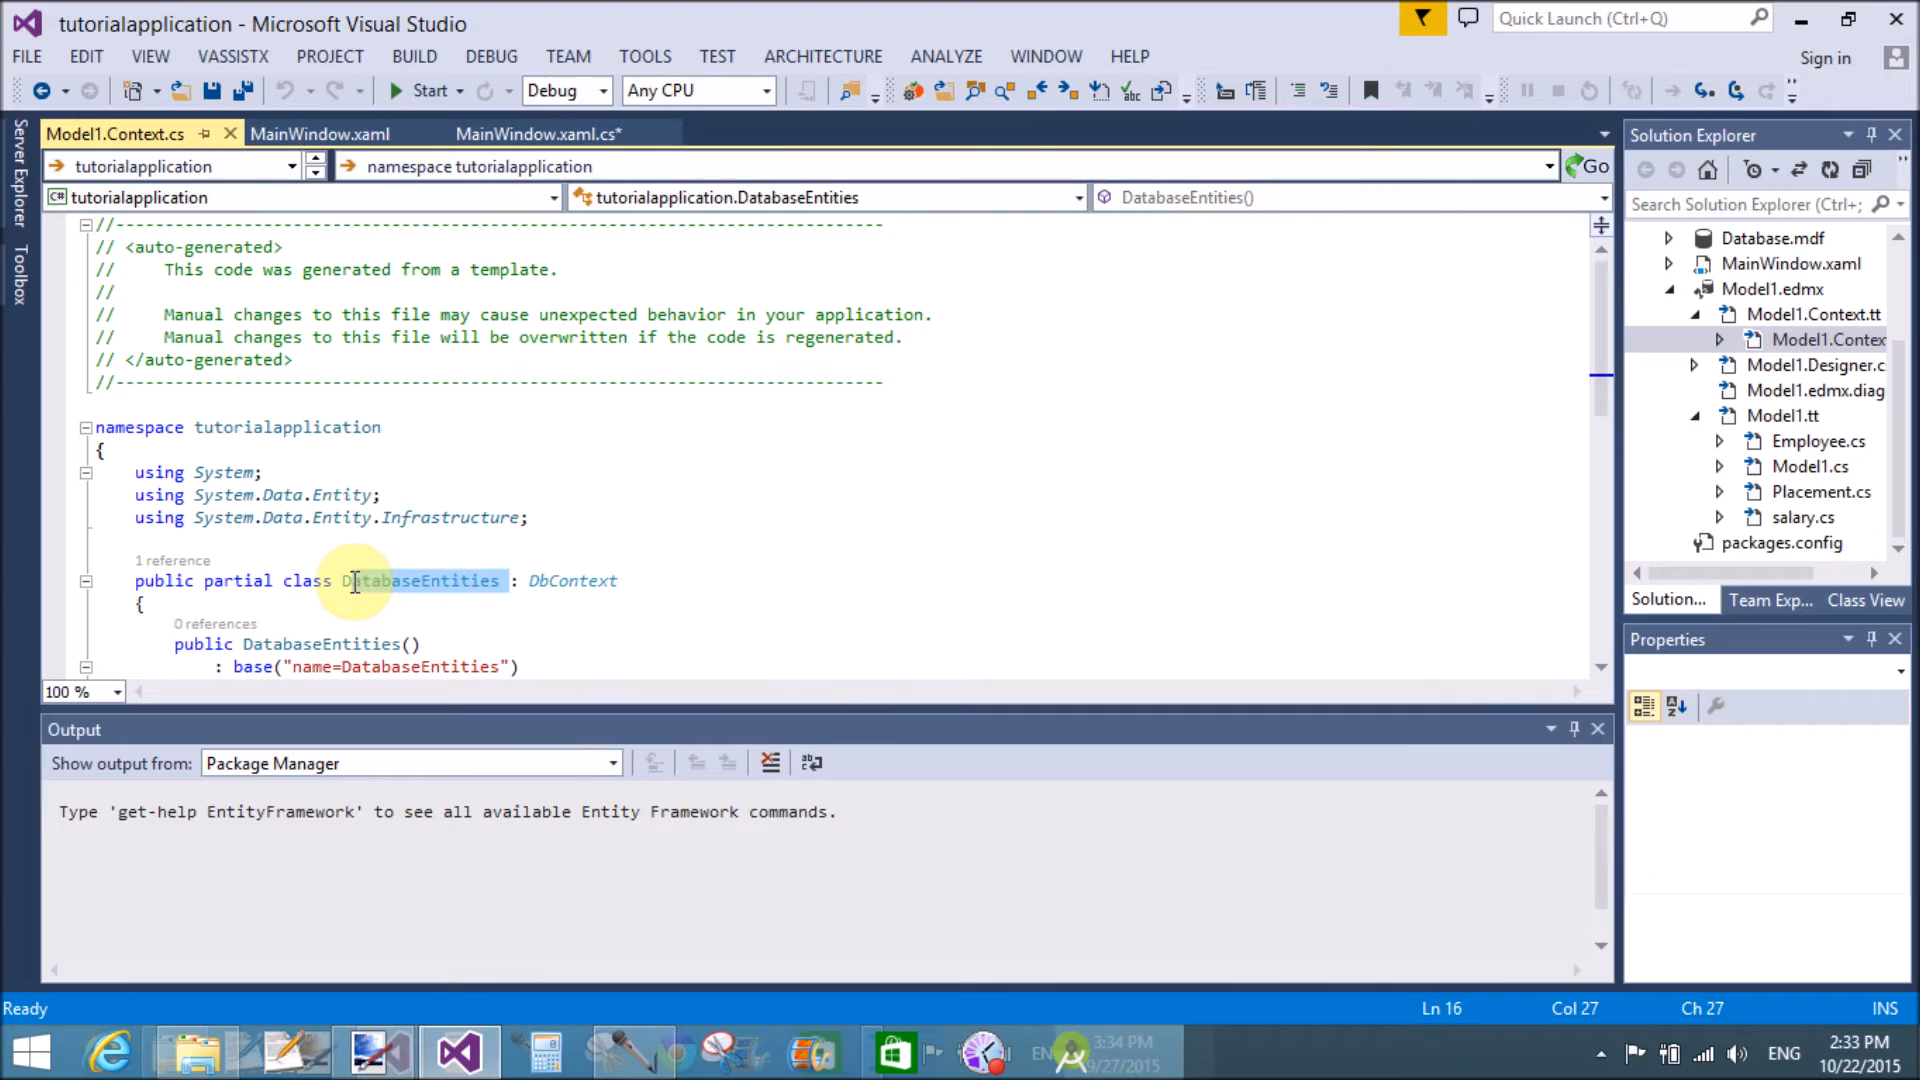 tutorialapplication - Microsoft Visual Studio
Quick Launch (Ctrl+Q)
FILE EDIT VIEW VASSISTX PROJECT BUILD DEBUG TEAM TOOLS TEST ARCHITECTURE ANALYZE WINDOW HELP
Sign in
Start Debug Any CPU
Server Explorer
Toolbox
Model1.Context.cs MainWindow.xaml MainWindow.xaml.cs*
tutorialapplication namespace tutorialapplication Go
C# tutorialapplication tutorialapplication.DatabaseEntities DatabaseEntities()
//------------------------------------------------------------------------------
// <auto-generated>
// This code was generated from a template.
//
// Manual changes to this file may cause unexpected behavior in your application.
// Manual changes to this file will be overwritten if the code is regenerated.
// </auto-generated>
//------------------------------------------------------------------------------
namespace tutorialapplication
{
using System;
using System.Data.Entity;
using System.Data.Entity.Infrastructure;
1 reference
public partial class DatabaseEntities : DbContext
{
0 references
public DatabaseEntities()
: base("name=DatabaseEntities")
100 %
Output
Show output from: Package Manager
Type 'get-help EntityFramework' to see all available Entity Framework commands.
Solution Explorer
Search Solution Explorer (Ctrl+;
Database.mdf
MainWindow.xaml
Model1.edmx
Model1.Context.tt
Model1.Contex
Model1.Designer.c
Model1.edmx.diag
Model1.tt
Employee.cs
Model1.cs
Placement.cs
salary.cs
packages.config
Solution... Team Exp... Class View
Properties
Ready Ln 16 Col 27 Ch 27 INS
EN 3:34 PM
9/27/2015
ENG 2:33 PM
10/22/2015